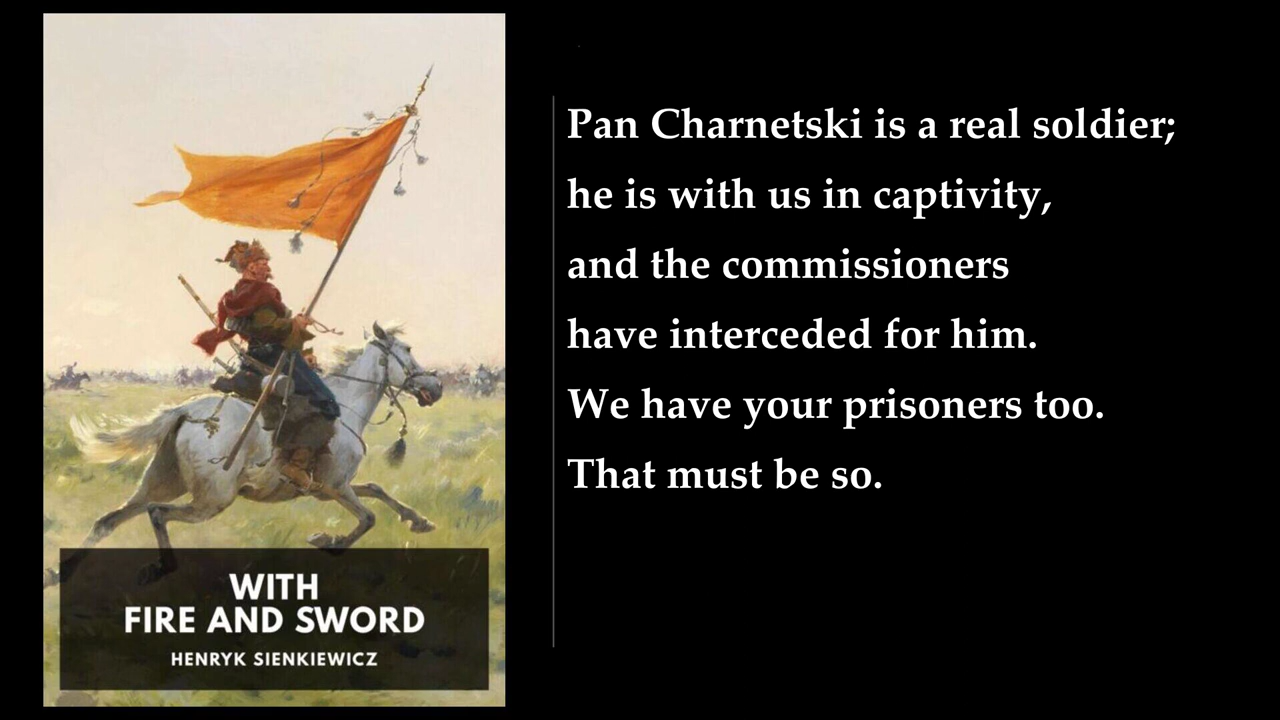 WITH
FIRE AND SWORD
HENRYK SIENKIEWICZ
Pan Charnetski is a real soldier;
he is with us in captivity,
and the commissioners
have interceded for him.
We have your prisoners too.
That must be so.